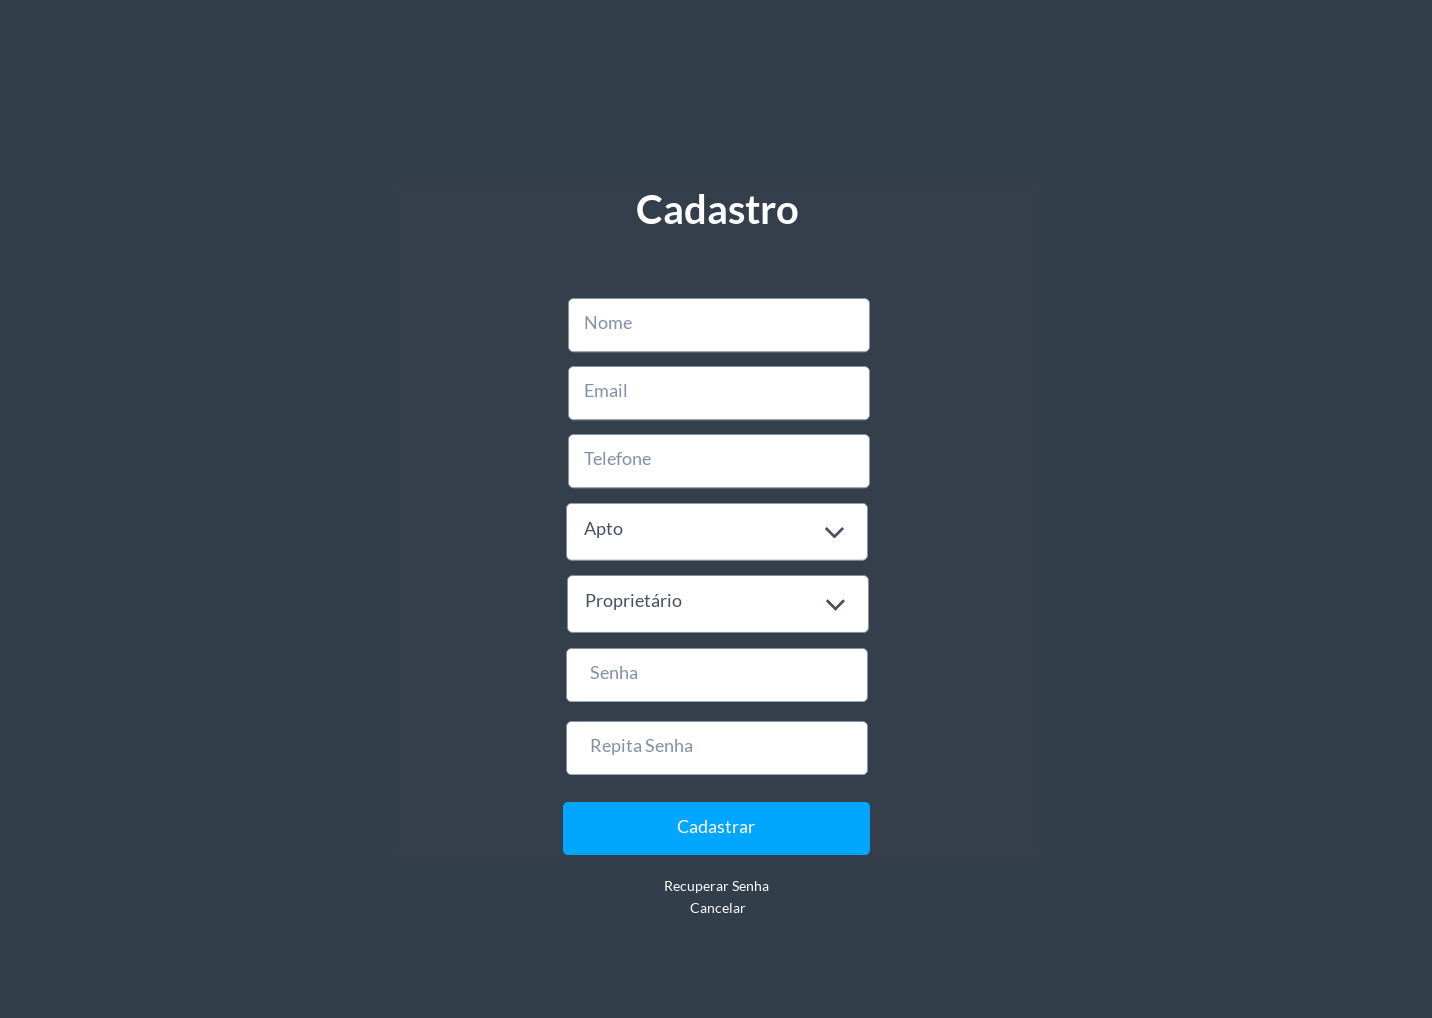 Cadastro
Nome
Email
Telefone
Apto
Proprietário
Senha
Repita Senha
Cadastrar
Recuperar Senha
Cancelar